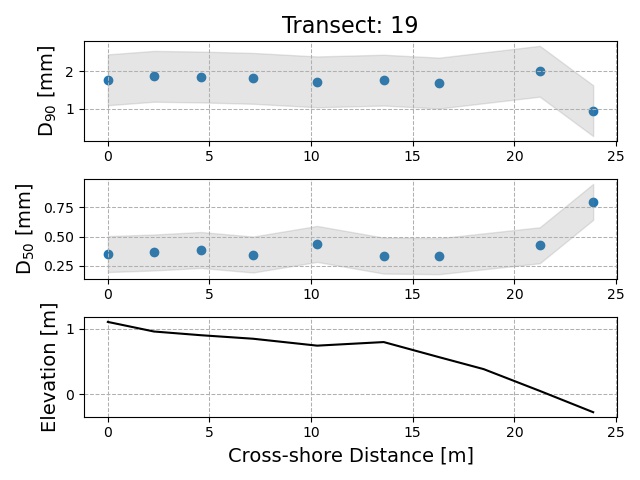 Transect: 19
D90 [mm]
2
1
0 5 10 15 20 25
D50 [mm]
0.75
0.50
0.25
0 5 10 15 20 25
Elevation [m]
1
0
0 5 10 15 20 25
Cross-shore Distance [m]